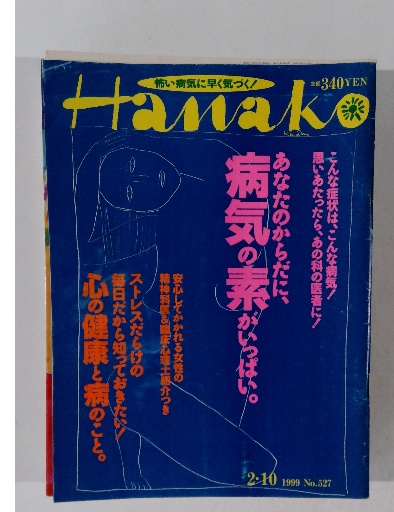 怖い病気に早く気づく!
定価340YEN
Hanako
こんな症状は、こんな病気!
思いあたったら、あの科の医者に!
あなたのからだに、
病気の素がいっぱい。
安心してかかれる女性の
精神科医&臨床心理士紹介つき
ストレスだらけの
毎日だから知っておきたい!
心の健康と病のこと。
2・10 1999 No.527